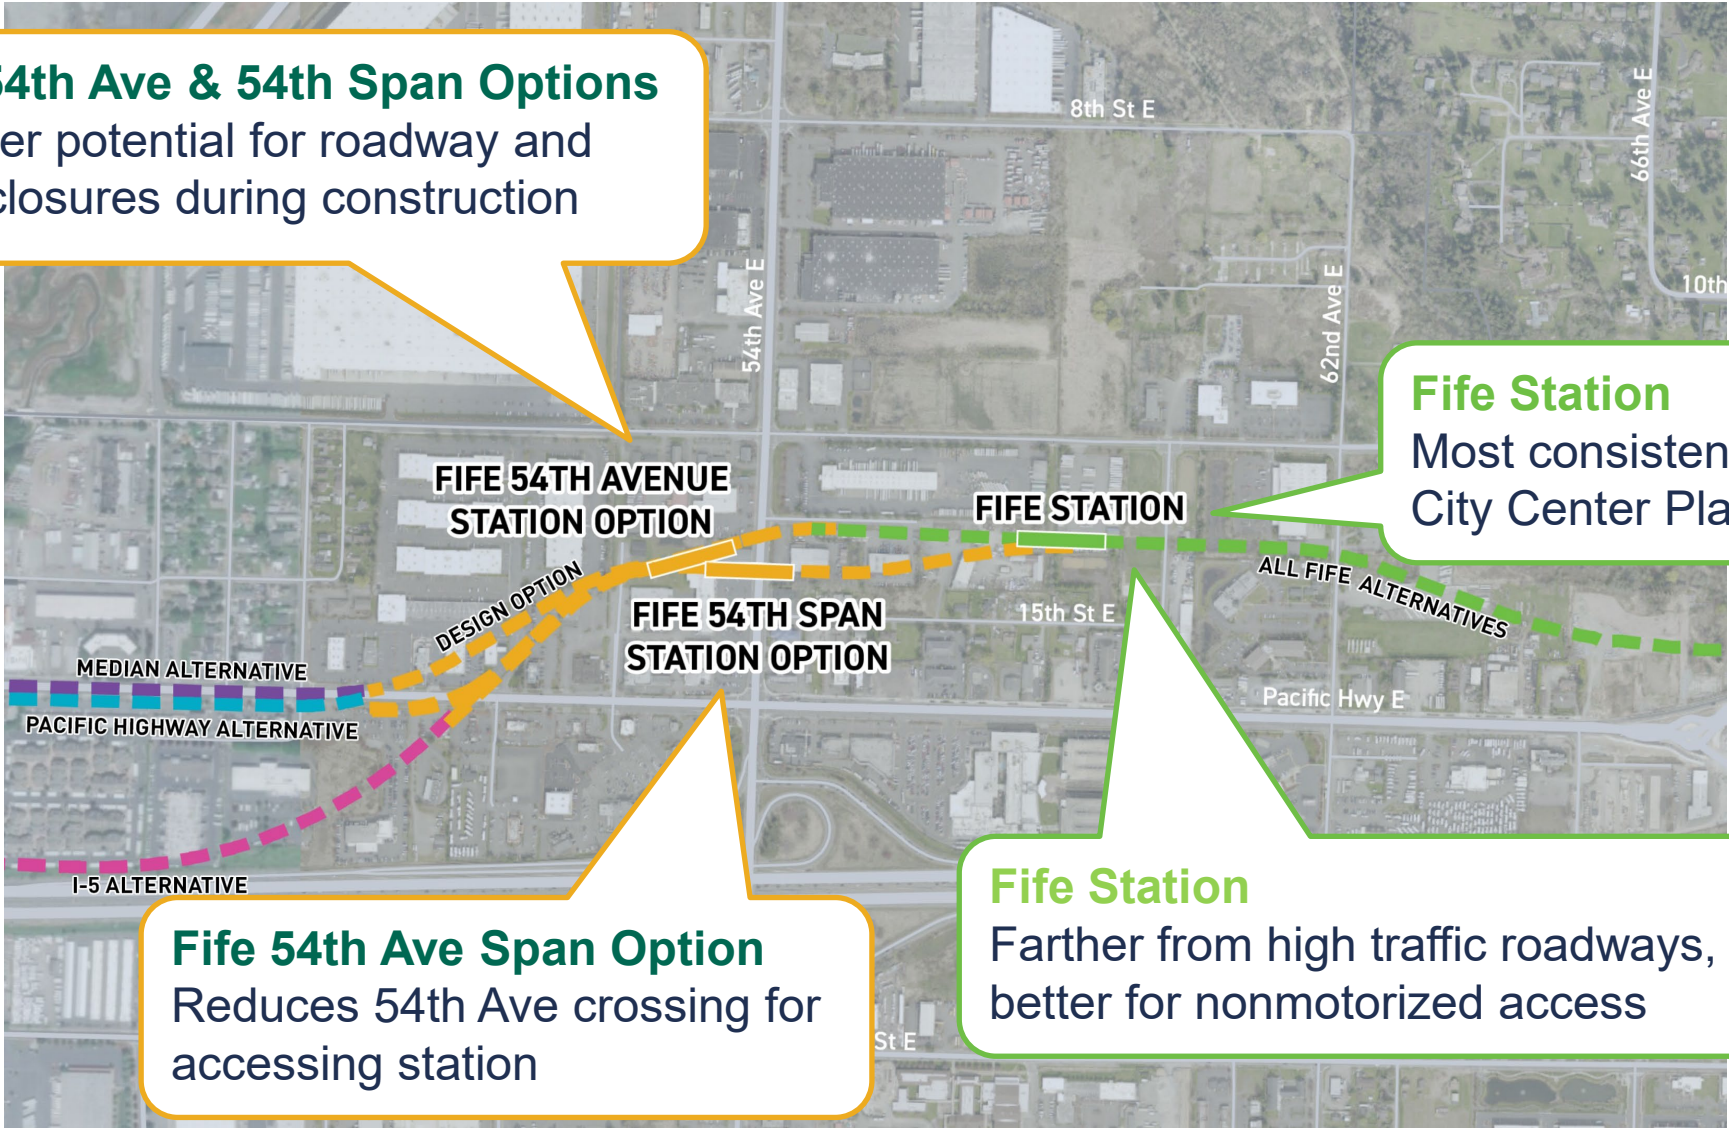 4th Ave & 54th Span Options
er potential for roadway and
closures during construction
8th St E
66th Ave E
10th
54th Ave E
62nd Ave E
Fife Station
Most consisten
City Center Pla
FIFE 54TH AVENUE
STATION OPTION
FIFE STATION
ALL FIFE ALTERNATIVES
DESIGN OPTION
FIFE 54TH SPAN
STATION OPTION
15th St E
MEDIAN ALTERNATIVE
PACIFIC HIGHWAY ALTERNATIVE
Pacific Hwy E
I-5 ALTERNATIVE
Fife 54th Ave Span Option
Reduces 54th Ave crossing for
accessing station
Fife Station
Farther from high traffic roadways,
better for nonmotorized access
St E